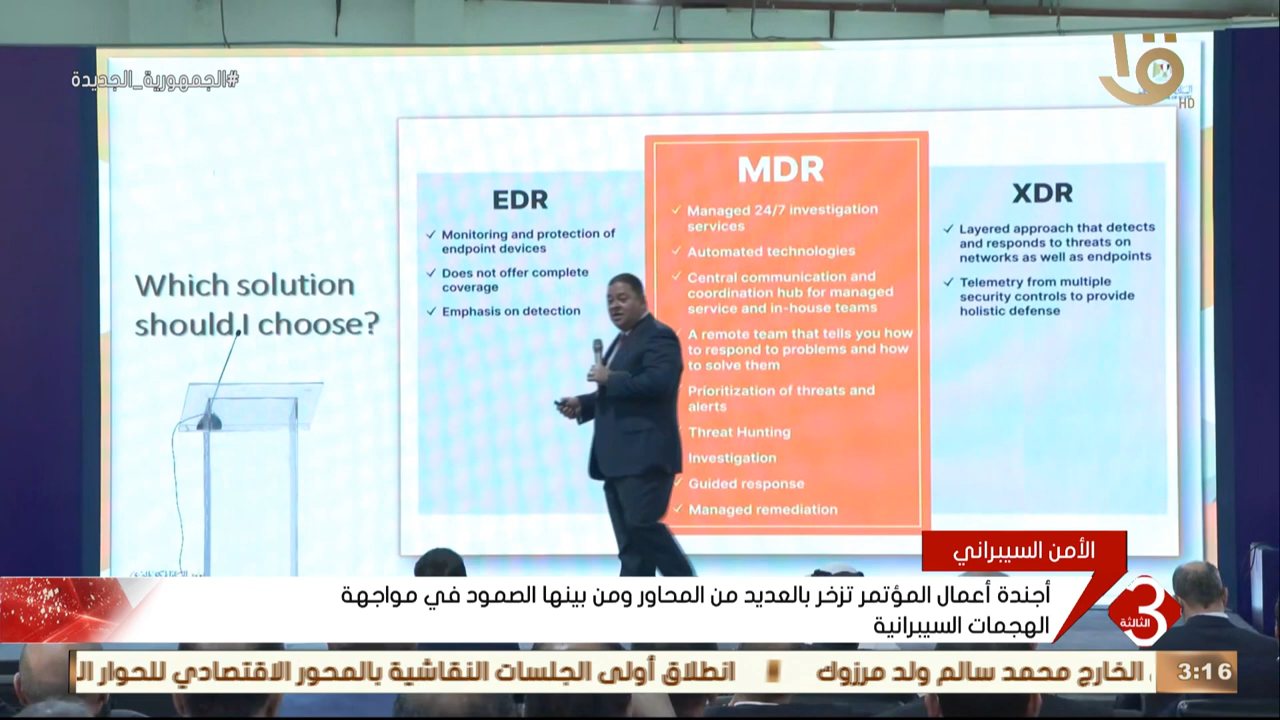 #الجمهورية_الجديدة
HD
Which solution
should I choose?
EDR
✓ Monitoring and protection of
endpoint devices
✓ Does not offer complete
coverage
✓ Emphasis on detection
MDR
✓ Managed 24/7 investigation
services
✓ Automated technologies
✓ Central communication and
coordination hub for managed
service and in-house teams
A remote team that tells you how
to respond to problems and how
to solve them
Prioritization of threats and
alerts
Threat Hunting
Investigation
✓ Guided response
✓ Managed remediation
XDR
✓ Layered approach that detects
and responds to threats on
networks as well as endpoints
✓ Telemetry from multiple
security controls to provide
holistic defense
الأمن السيبراني
أجندة أعمال المؤتمر تزخر بالعديد من المحاور ومن بينها الصمود في مواجهة
الهجمات السيبرانية
3
الثالثة
الخارج محمد سالم ولد مرزوك ▪ انطلاق أولى الجلسات النقاشية بالمحور الاقتصادي للحوار
3:16